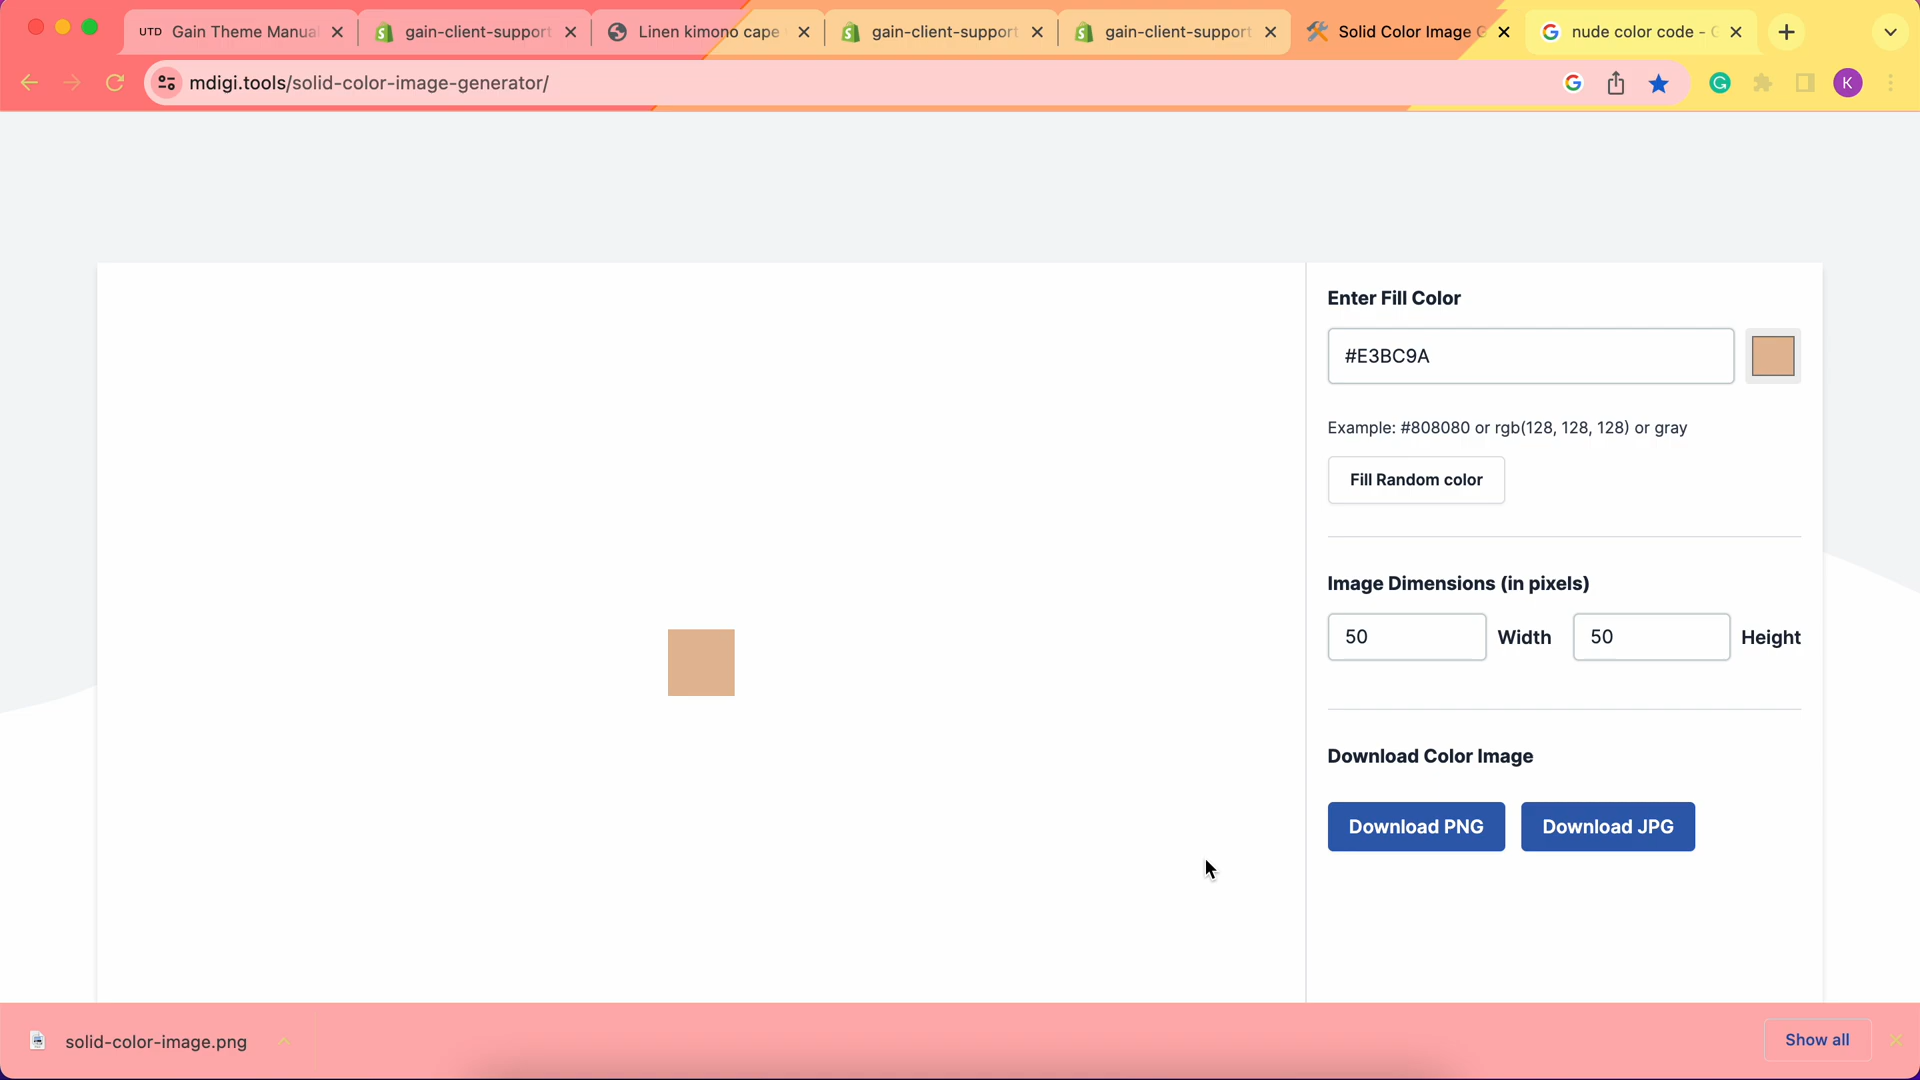 UTD Gain Theme Manual
gain-client-support
Linen kimono cape
gain-client-support
gain-client-support
Solid Color Image G
nude color code - G
mdigi.tools/solid-color-image-generator/
K
Enter Fill Color
#E3BC9A
Example: #808080 or rgb(128, 128, 128) or gray
Fill Random color
Image Dimensions (in pixels)
50 Width 50 Height
Download Color Image
Download PNG Download JPG
solid-color-image.png
Show all